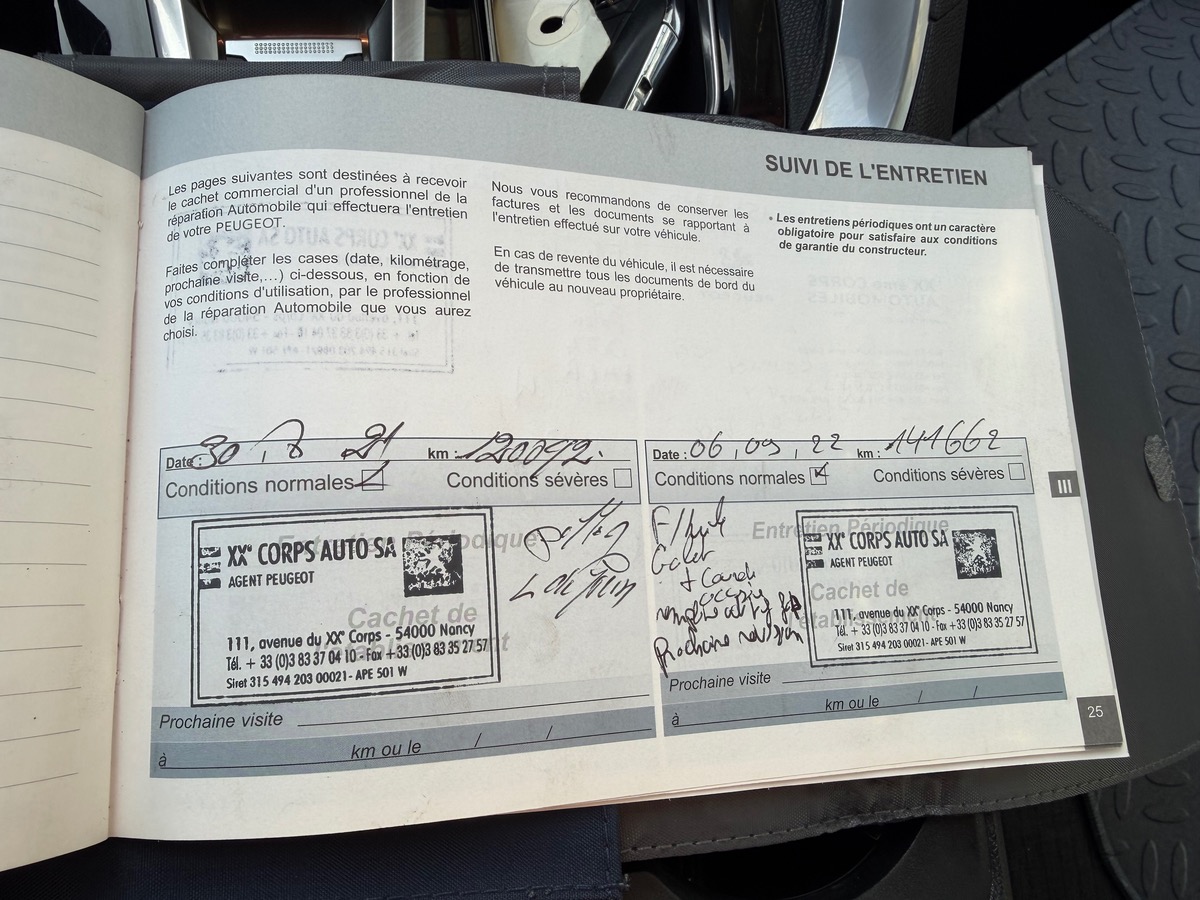 SUIVI DE L'ENTRETIEN
Les pages suivantes sont destinées à recevoir
le cachet commercial d'un professionnel de la
réparation Automobile qui effectuera l'entretien
de votre PEUGEOT.
Faites compléter les cases (date, kilométrage,
prochaine visite,...) ci-dessous, en fonction de
vos conditions d'utilisation, par le professionnel
de la réparation Automobile que vous aurez
choisi.
Nous vous recommandons de conserver les
factures et les documents se rapportant à
l'entretien effectué sur votre véhicule.
En cas de revente du véhicule, il est nécessaire
de transmettre tous les documents de bord du
véhicule au nouveau propriétaire.
• Les entretiens périodiques ont un caractère
obligatoire pour satisfaire aux conditions
de garantie du constructeur.
Date : 30 . 7 21 km : 120092.
Conditions normales Conditions sévères
Entretien Périodique
XX° CORPS AUTO SA
AGENT PEUGEOT
Cachet de
111, avenue du XX° Corps - 54000 Nancy
Tél. + 33 (0)3 83 37 04 10 - Fax +33 (0)3 83 35 27 57
Siret 315 494 203 00021 - APE 501 W
Prochaine visite
à km ou le / /
Date : 06 , 09 , 22 km : 141662
Conditions normales Conditions sévères
Entretien Périodique
F/huile
+
Prochaine révision
XX° CORPS AUTO SA
AGENT PEUGEOT
Cachet de
111, avenue du XX° Corps - 54000 Nancy
Tél. + 33 (0)3 83 37 04 10 - Fax +33 (0)3 83 35 27 57
Siret 315 494 203 00021 - APE 501 W
Prochaine visite
à km ou le / /
III
25